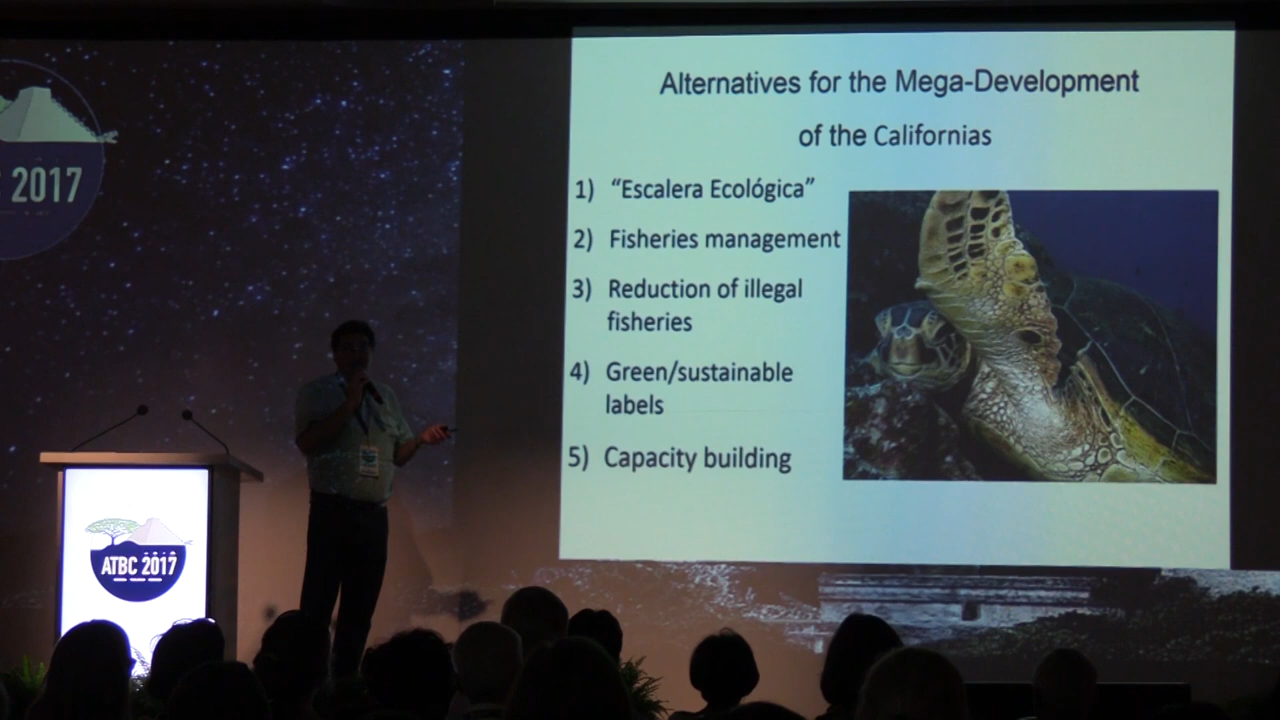 C 2017
Alternatives for the Mega-Development
of the Californias
1) “Escalera Ecológica”
2) Fisheries management
3) Reduction of illegal
fisheries
4) Green/sustainable
labels
5) Capacity building
ATBC 2017